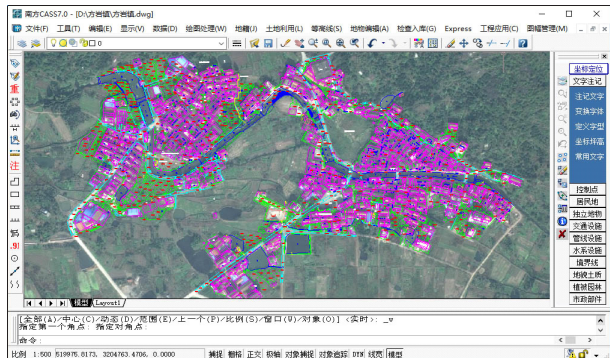 南方CASS7.0 - [D:\方岩镇\方岩镇.dwg]
文件(F) 工具(T) 编辑(E) 显示(V) 数据(D) 绘图处理(W) 地籍(J) 土地利用(L) 等高线(S) 地物编辑(A) 检查入库(G) Express 工程应用(C) 图幅管理(M)
0
坐标定位
文字注记
注记文字
变换字体
定义字型
坐标坪高
常用文字
控制点
居民地
独立地物
交通设施
管线设施
水系设施
境界线
地貌土质
植被园林
市政部件
重
注
.9!
模型 Layout1
[全部(A)/中心(C)/动态(D)/范围(E)/上一个(P)/比例(S)/窗口(W)/对象(O)] <实时>: _w
指定第一个角点: 指定对角点:
命令:
比例 1:500 519975.8173, 3204763.4706, 0.0000 捕捉 栅格 正交 极轴 对象捕捉 对象追踪 DYN 线宽 模型